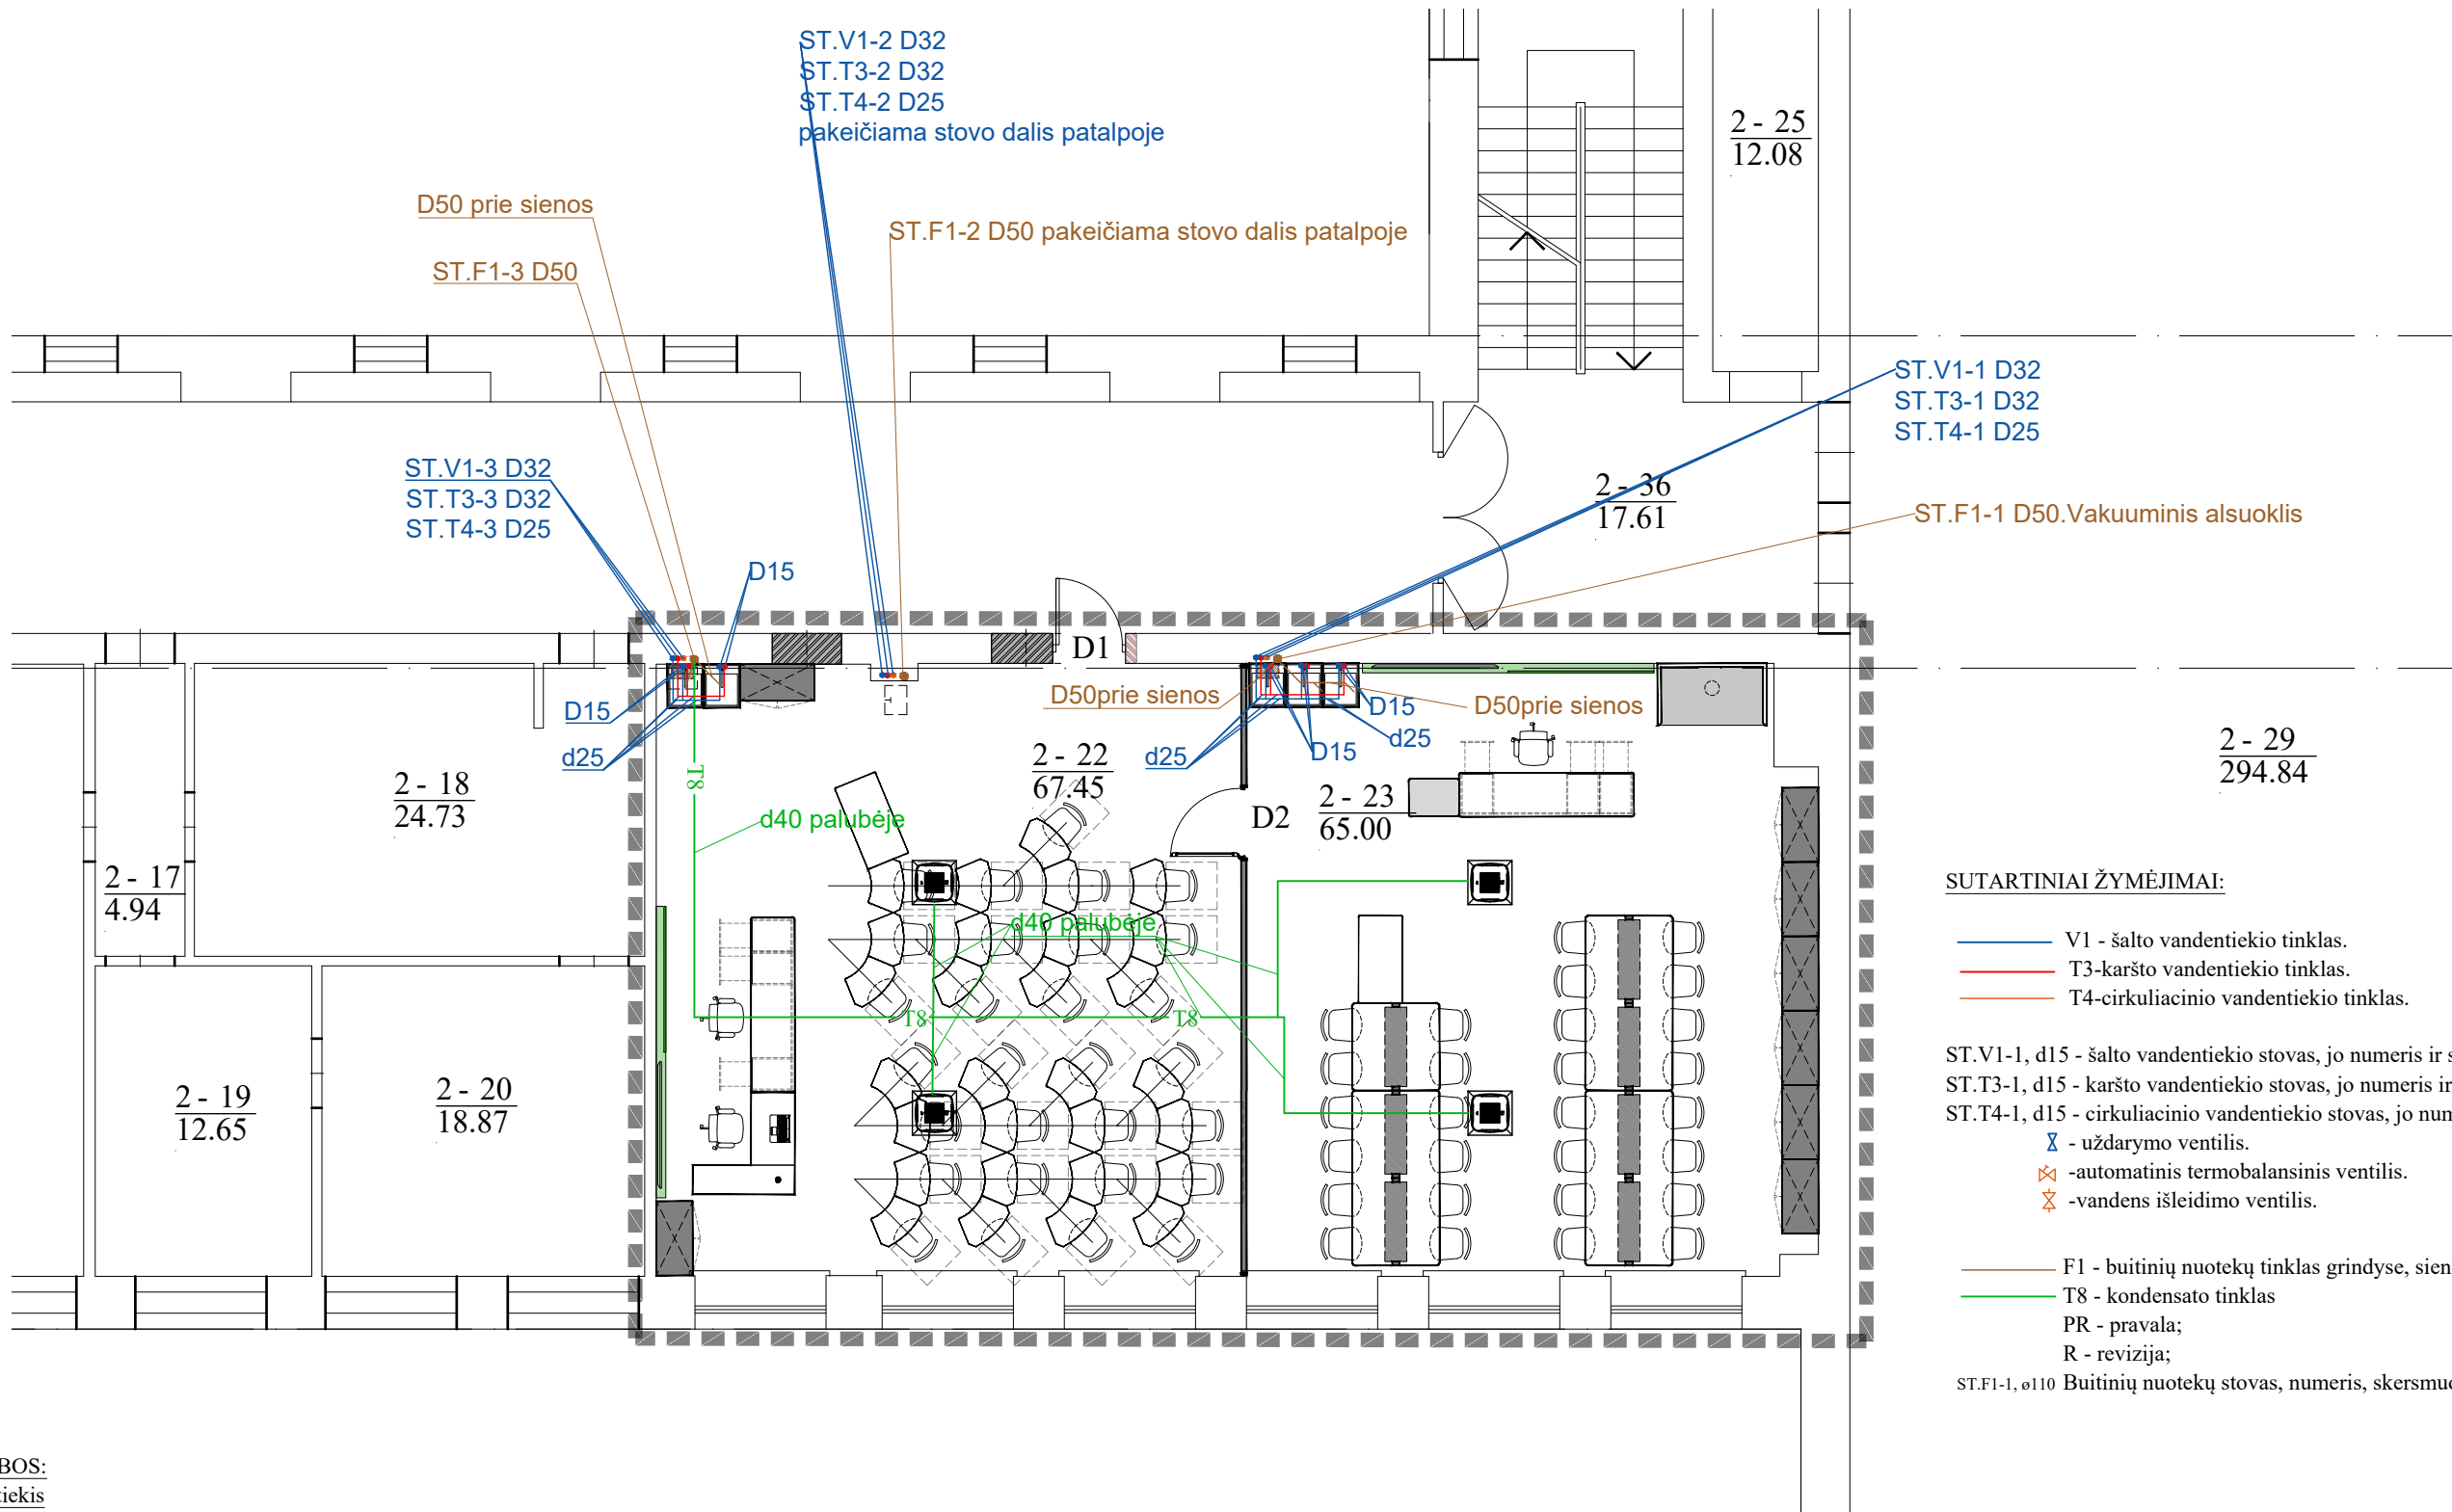 ST.V1-2 D32
ST.T3-2 D32
ST.T4-2 D25
pakeičiama stovo dalis patalpoje
2 - 25
12.08
D50 prie sienos
ST.F1-2 D50 pakeičiama stovo dalis patalpoje
ST.F1-3 D50
ST.V1-1 D32
ST.T3-1 D32
ST.T4-1 D25
ST.V1-3 D32
ST.T3-3 D32
ST.T4-3 D25
2 - 36
17.61
ST.F1-1 D50.Vakuuminis alsuoklis
D15
D1
D50prie sienos
D15
D50prie sienos
D15
d25
D15
d25
d25
2 - 22
67.45
2 - 29
294.84
2 - 18
24.73
T8
d40 palubėje
D2
2 - 23
65.00
2 - 17
4.94
d40 palubėje
T8
T8
2 - 19
12.65
2 - 20
18.87
SUTARTINIAI ŽYMĖJIMAI:
V1 - šalto vandentiekio tinklas.
T3-karšto vandentiekio tinklas.
T4-cirkuliacinio vandentiekio tinklas.
ST.V1-1, d15 - šalto vandentiekio stovas, jo numeris ir s
ST.T3-1, d15 - karšto vandentiekio stovas, jo numeris ir
ST.T4-1, d15 - cirkuliacinio vandentiekio stovas, jo num
- uždarymo ventilis.
-automatinis termobalansinis ventilis.
-vandens išleidimo ventilis.
F1 - buitinių nuotekų tinklas grindyse, sien
T8 - kondensato tinklas
PR - pravala;
R - revizija;
ST.F1-1, ø110 Buitinių nuotekų stovas, numeris, skersmuo
BOS:
iekis